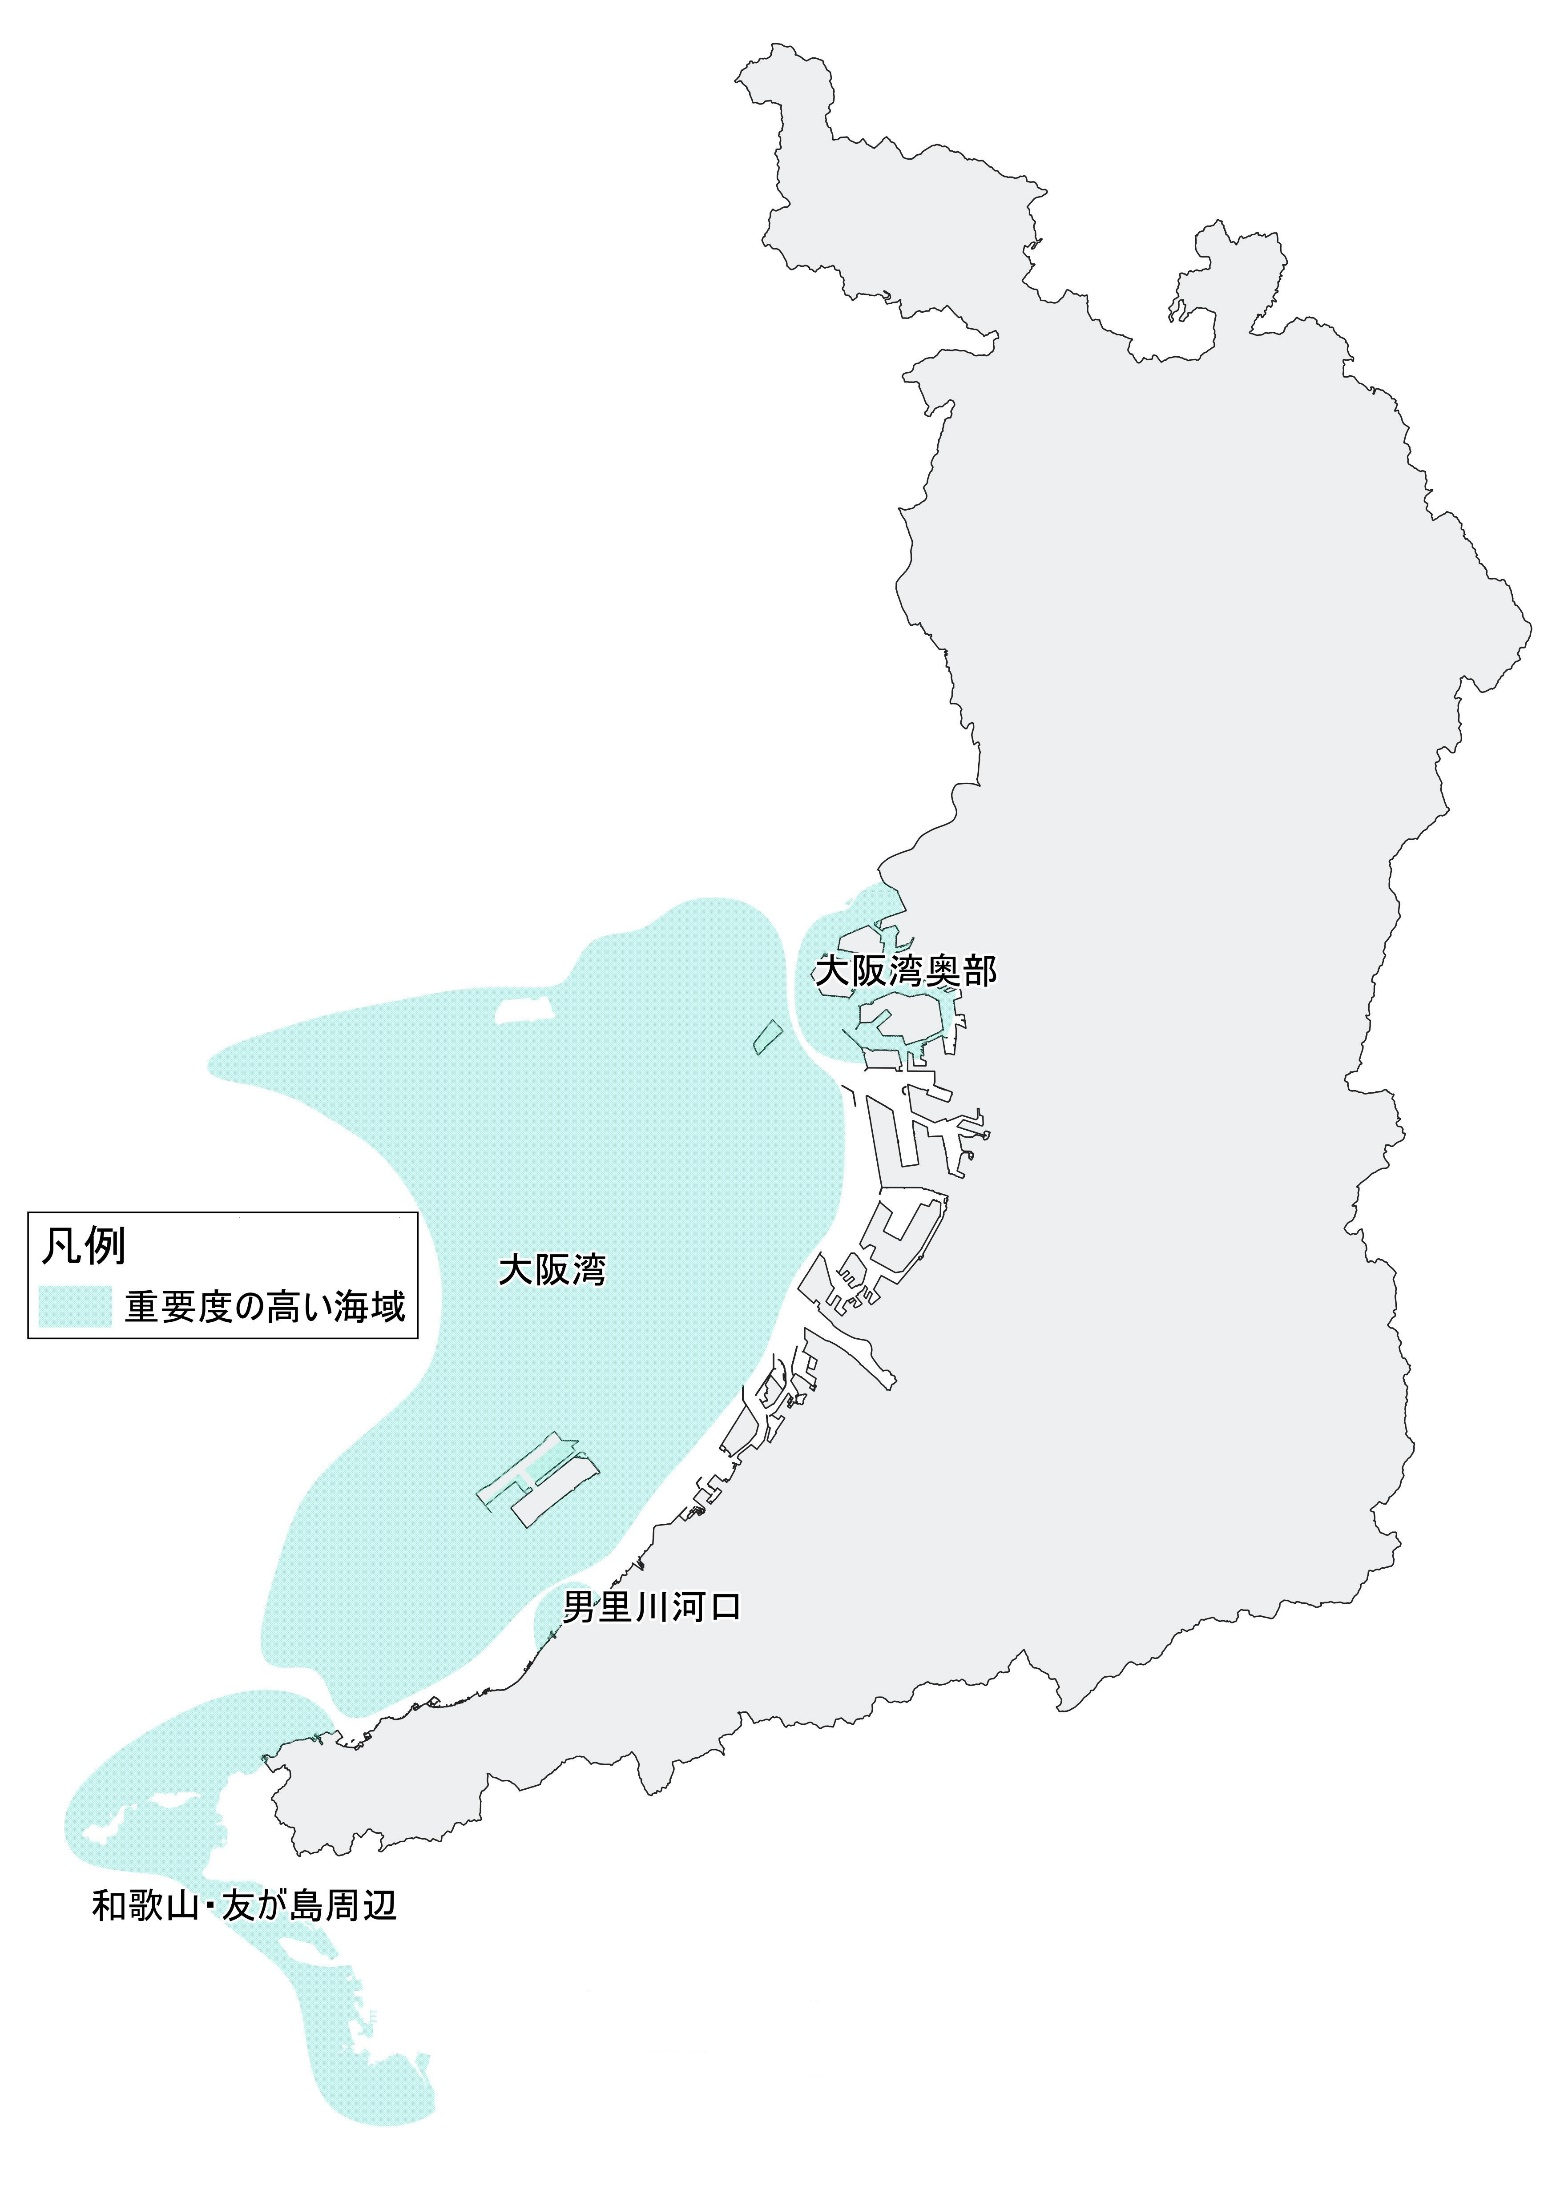 大阪湾奥部
凡例
重要度の高い海域
大阪湾
男里川河口
和歌山・友が島周辺